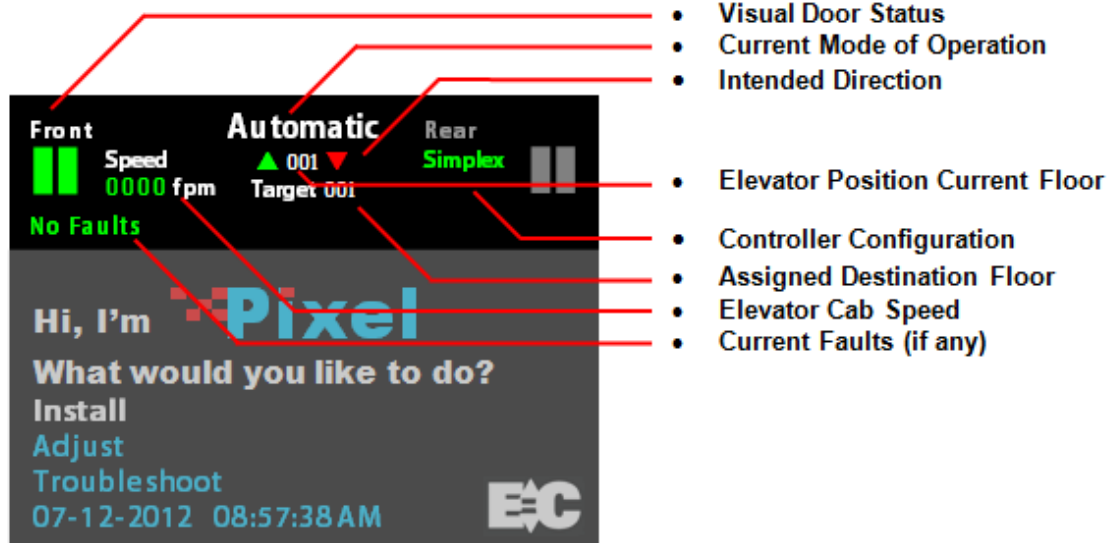 • Visual Door Status
• Current Mode of Operation
• Intended Direction
Front
Automatic
Rear
Speed
001
Simplex
0000 fpm
Target 001
No Faults
• Elevator Position Current Floor
• Controller Configuration
• Assigned Destination Floor
• Elevator Cab Speed
• Current Faults (if any)
Hi, I'm Pixel
What would you like to do?
Install
Adjust
Troubleshoot
07-12-2012 08:57:38 AM
EC